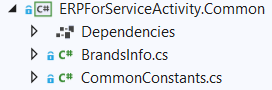 C# ERPForServiceActivity.Common
Dependencies
C# BrandsInfo.cs
C# CommonConstants.cs